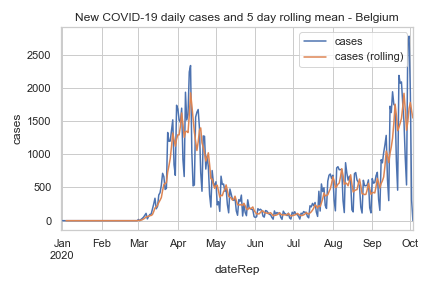 New COVID-19 daily cases and 5 day rolling mean - Belgium
cases
cases (rolling)
2500
2000
1500
1000
500
0
cases
Jan Feb Mar Apr May Jun Jul Aug Sep Oct
2020
dateRep